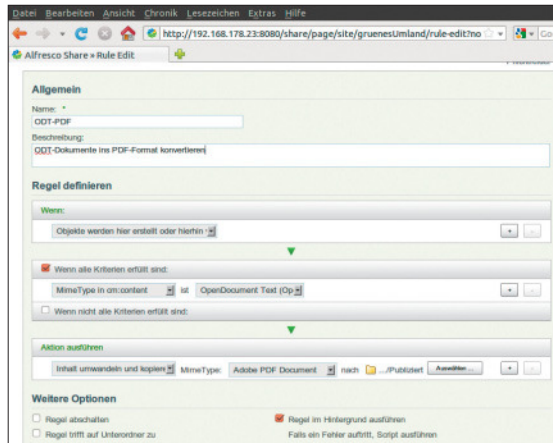 Datei Bearbeiten Ansicht Chronik Lesezeichen Extras Hilfe
http://192.168.178.23:8080/share/page/site/gruenesUmland/rule-edit?no
Alfresco Share » Rule Edit
Allgemein
Name: *
ODT-PDF
Beschreibung:
ODT-Dokumente ins PDF-Format konvertieren
Regel definieren
Wenn:
Objekte werden hier erstellt oder hierhin
+ -
Wenn alle Kriterien erfüllt sind:
MimeType in cm:content ist OpenDocument Text (Op
+ -
Wenn nicht alle Kriterien erfüllt sind:
Aktion ausführen
Inhalt umwandeln und kopiere MimeType: Adobe PDF Document nach .../Publiziert Auswählen ... + -
Weitere Optionen
Regel abschalten
Regel im Hintergrund ausführen
Regel trifft auf Unterordner zu
Falls ein Fehler auftritt, Script ausführen